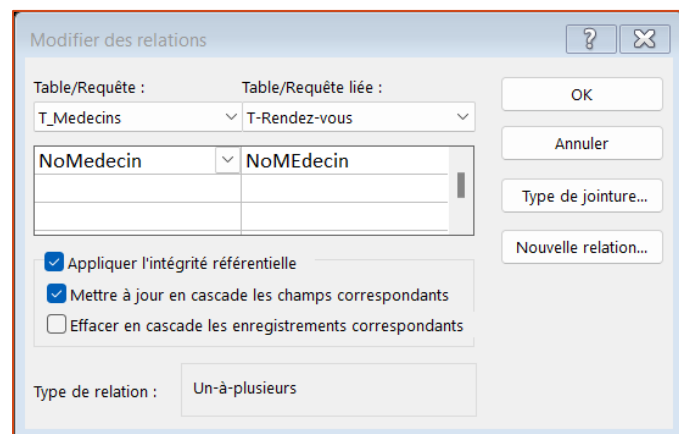 Modifier des relations
Table/Requête : Table/Requête liée :
T_Medecins T-Rendez-vous
NoMedecin NoMEdecin
Appliquer l'intégrité référentielle
Mettre à jour en cascade les champs correspondants
Effacer en cascade les enregistrements correspondants
Type de relation : Un-à-plusieurs
OK
Annuler
Type de jointure...
Nouvelle relation...